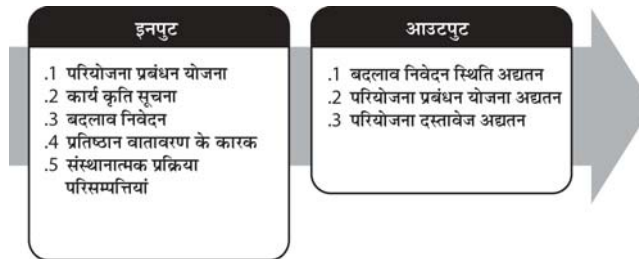 इनपुट
.1 परियोजना प्रबंधन योजना
.2 कार्य कृति सूचना
.3 बदलाव निवेदन
.4 प्रतिष्ठान वातावरण के कारक
.5 संस्थानात्मक प्रक्रिया
परिसम्पत्तियां
आउटपुट
.1 बदलाव निवेदन स्थिति अद्यतन
.2 परियोजना प्रबंधन योजना अद्यतन
.3 परियोजना दस्तावेज अद्यतन